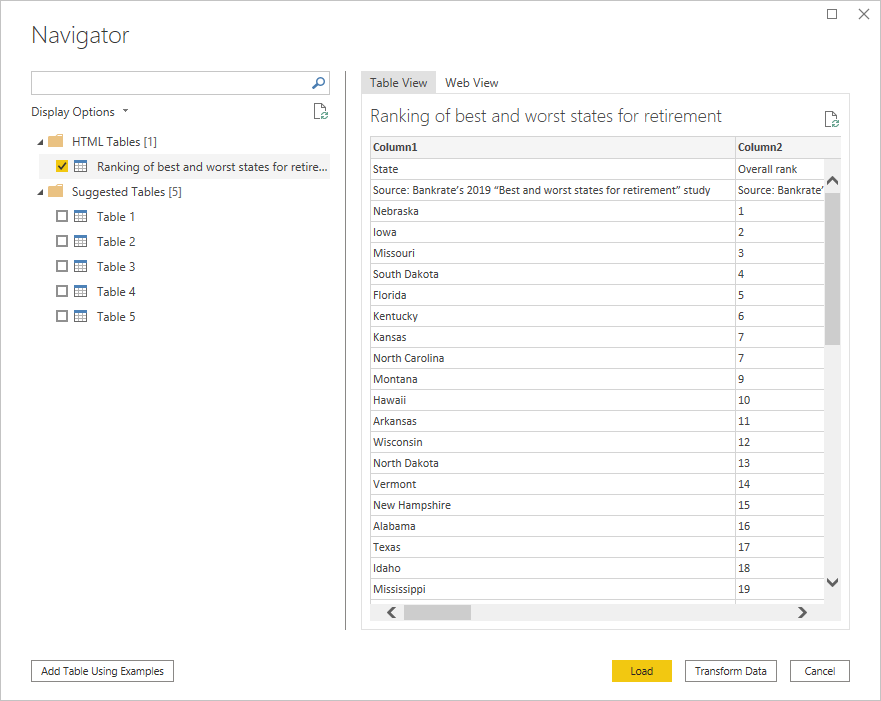 Navigator
Display Options
HTML Tables [1]
Ranking of best and worst states for retire...
Suggested Tables [5]
Table 1
Table 2
Table 3
Table 4
Table 5
Table View Web View
Ranking of best and worst states for retirement
Column1 Column2
State Overall rank
Source: Bankrate’s 2019 “Best and worst states for retirement” study Source: Bankrate’
Nebraska 1
Iowa 2
Missouri 3
South Dakota 4
Florida 5
Kentucky 6
Kansas 7
North Carolina 7
Montana 9
Hawaii 10
Arkansas 11
Wisconsin 12
North Dakota 13
Vermont 14
New Hampshire 15
Alabama 16
Texas 17
Idaho 18
Mississippi 19
Add Table Using Examples Load Transform Data Cancel